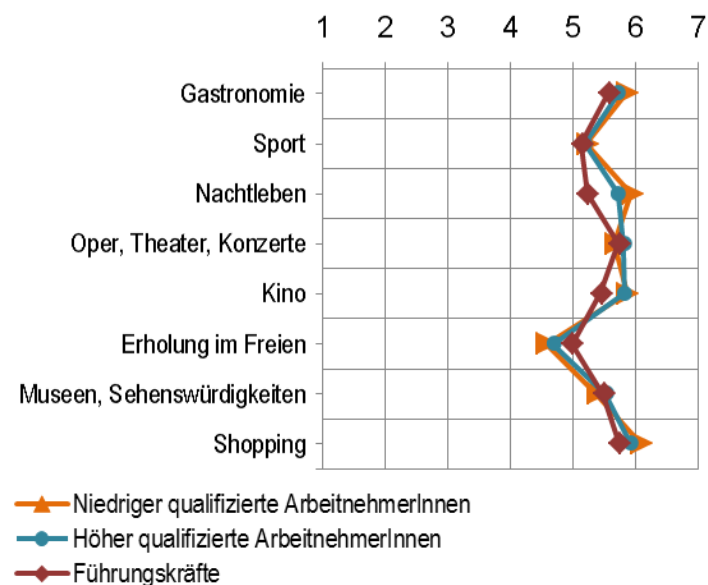 1 2 3 4 5 6 7
Gastronomie
Sport
Nachtleben
Oper, Theater, Konzerte
Kino
Erholung im Freien
Museen, Sehenswürdigkeiten
Shopping
Niedriger qualifizierte ArbeitnehmerInnen
Höher qualifizierte ArbeitnehmerInnen
Führungskräfte